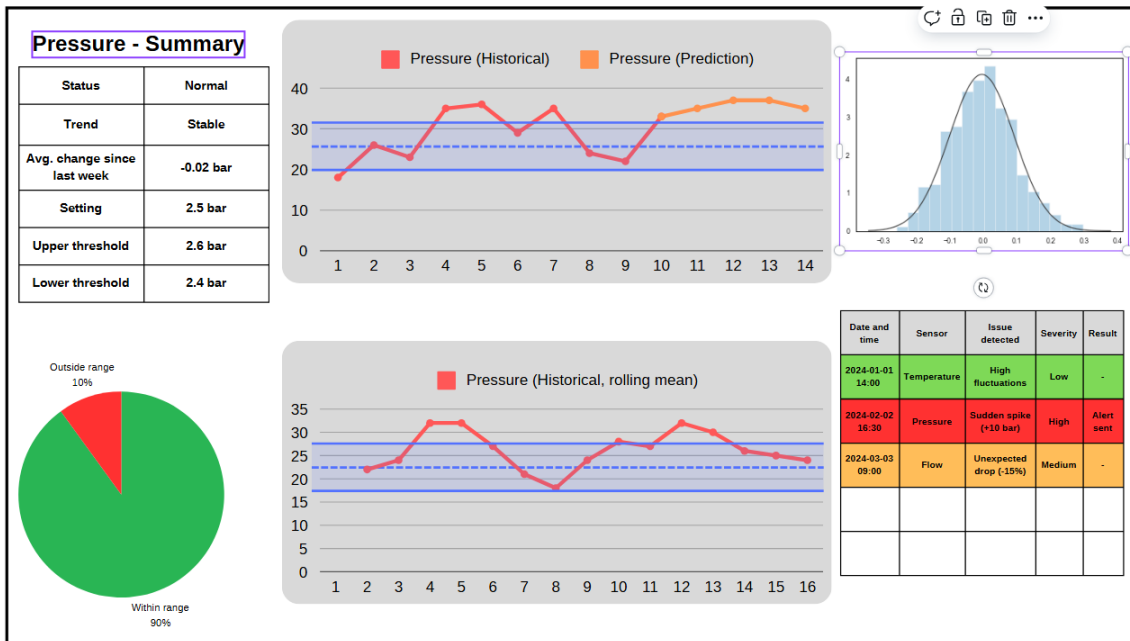 Pressure - Summary
Status Normal
Trend Stable
Avg. change since
last week
-0.02 bar
Setting 2.5 bar
Upper threshold 2.6 bar
Lower threshold 2.4 bar
Outside range
10%
Within range
90%
Pressure (Historical) Pressure (Prediction)
40
30
20
10
0
1 2 3 4 5 6 7 8 9 10 11 12 13 14
Pressure (Historical, rolling mean)
35
30
25
20
15
10
5
0
1 2 3 4 5 6 7 8 9 10 11 12 13 14 15 16
4
3
2
1
0
−0.3 −0.2 −0.1 0.0 0.1 0.2 0.3 0.4
Date and
time
Sensor
Issue
detected
Severity
Result
2024-01-01
14:00
Temperature
High
fluctuations
Low
-
2024-02-02
16:30
Pressure
Sudden spike
(+10 bar)
High
Alert
sent
2024-03-03
09:00
Flow
Unexpected
drop (-15%)
Medium
-